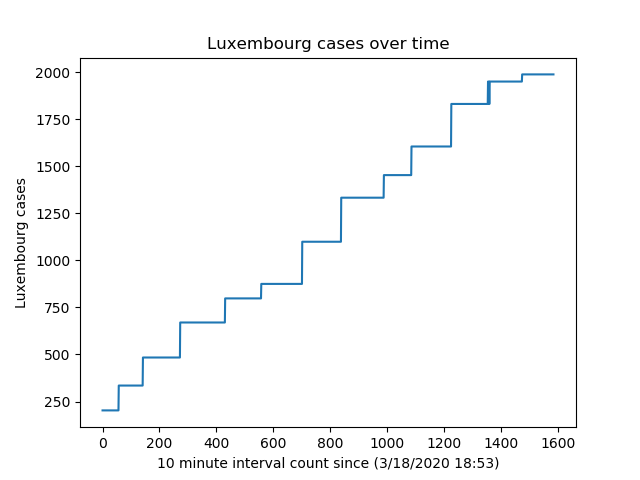 Luxembourg cases over time
2000
1750
1500
1250
1000
750
500
250
Luxembourg cases
0 200 400 600 800 1000 1200 1400 1600
10 minute interval count since (3/18/2020 18:53)